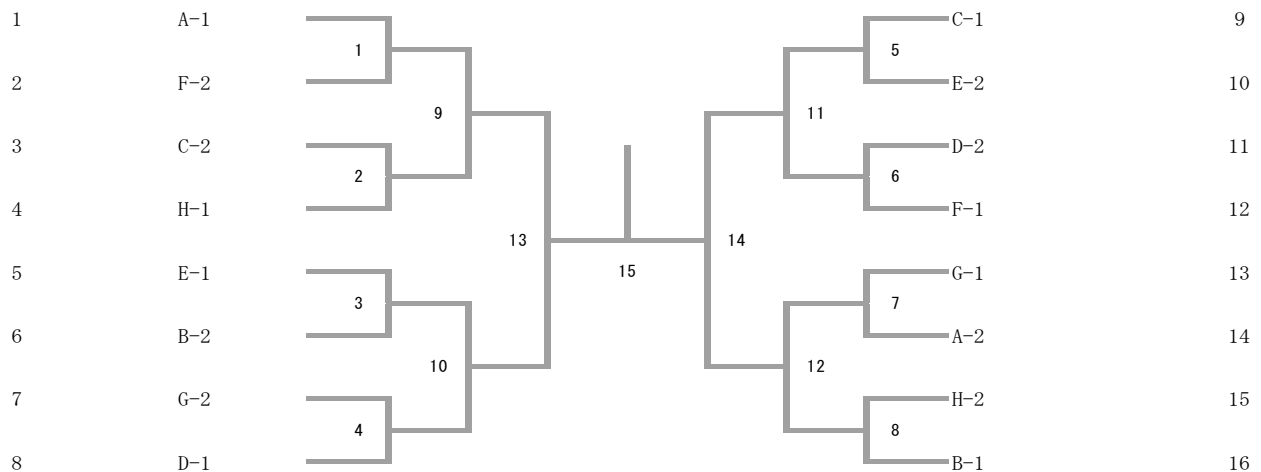 1 A-1 C-1 9
1 5
2 F-2 E-2 10
9 11
3 C-2 D-2 11
2 6
4 H-1 F-1 12
13 14
5 E-1 15 G-1 13
3 7
6 B-2 A-2 14
10 12
7 G-2 H-2 15
4 8
8 D-1 B-1 16